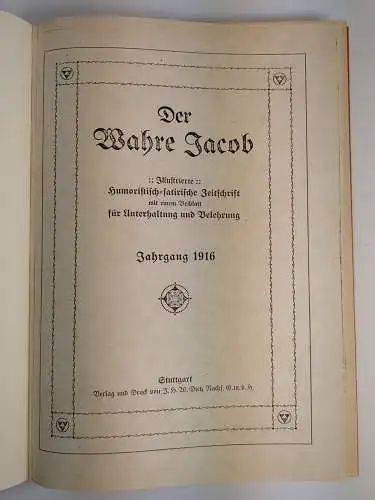 Der
Wahre Jacob
:: Illustrierte ::
Humoristisch-satirische Zeitschrift
mit einem Beiblatt
für Unterhaltung und Belehrung
Jahrgang 1916
Stuttgart
Verlag und Druck von J. H. W. Dietz Nachf. G. m. b. H.